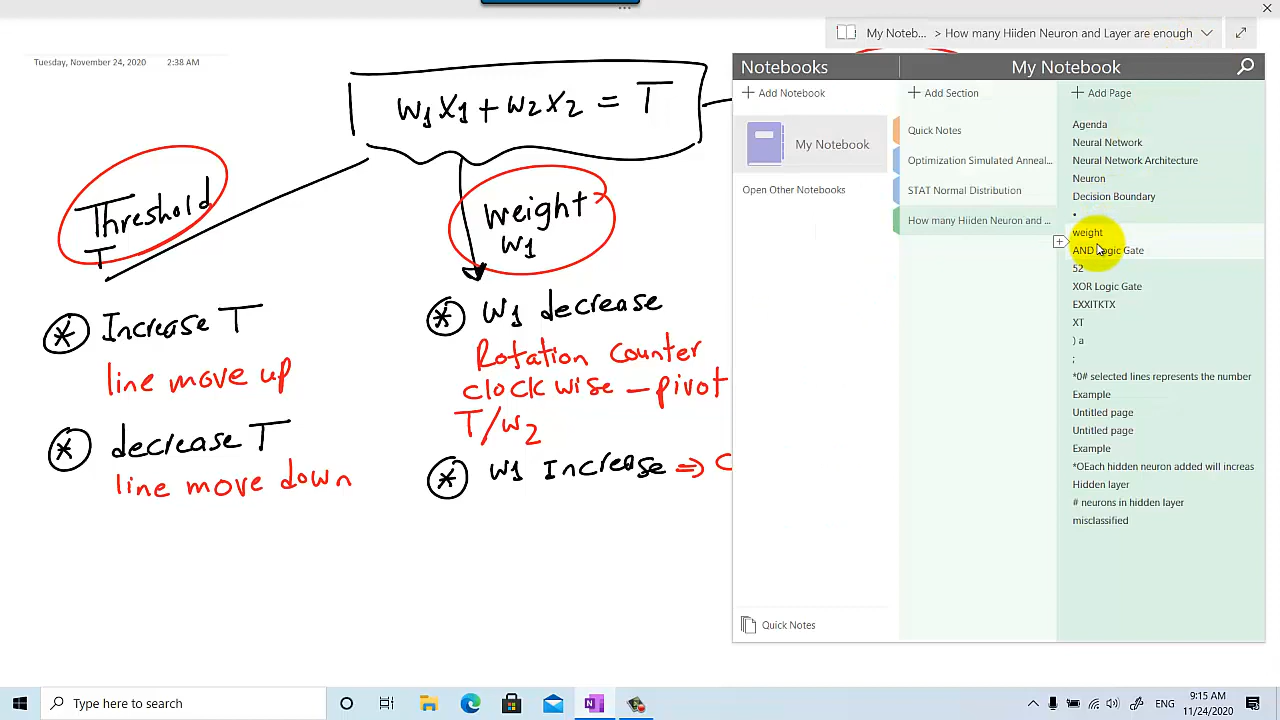 My Noteb... > How many Hiiden Neuron and Layer are enough
Tuesday, November 24, 2020 2:38 AM
w1 x1 + w2 x2 = T
Threshold
T
weight
w1
* Increase T
line move up
* decrease T
line move down
* w1 decrease
Rotation counter
clock wise - pivot
T/w2
* w1 Increase => C
Notebooks
My Notebook
+ Add Notebook
+ Add Section
+ Add Page
My Notebook
Open Other Notebooks
Quick Notes
Optimization Simulated Anneal...
STAT Normal Distribution
How many Hiiden Neuron and ...
Agenda
Neural Network
Neural Network Architecture
Neuron
Decision Boundary
•
weight
AND Logic Gate
52
XOR Logic Gate
EXXITKTX
XT
) a
;
*0# selected lines represents the number
Example
Untitled page
Untitled page
Example
*OEach hidden neuron added will increas
Hidden layer
# neurons in hidden layer
misclassified
Quick Notes
Type here to search
ENG
9:15 AM
11/24/2020